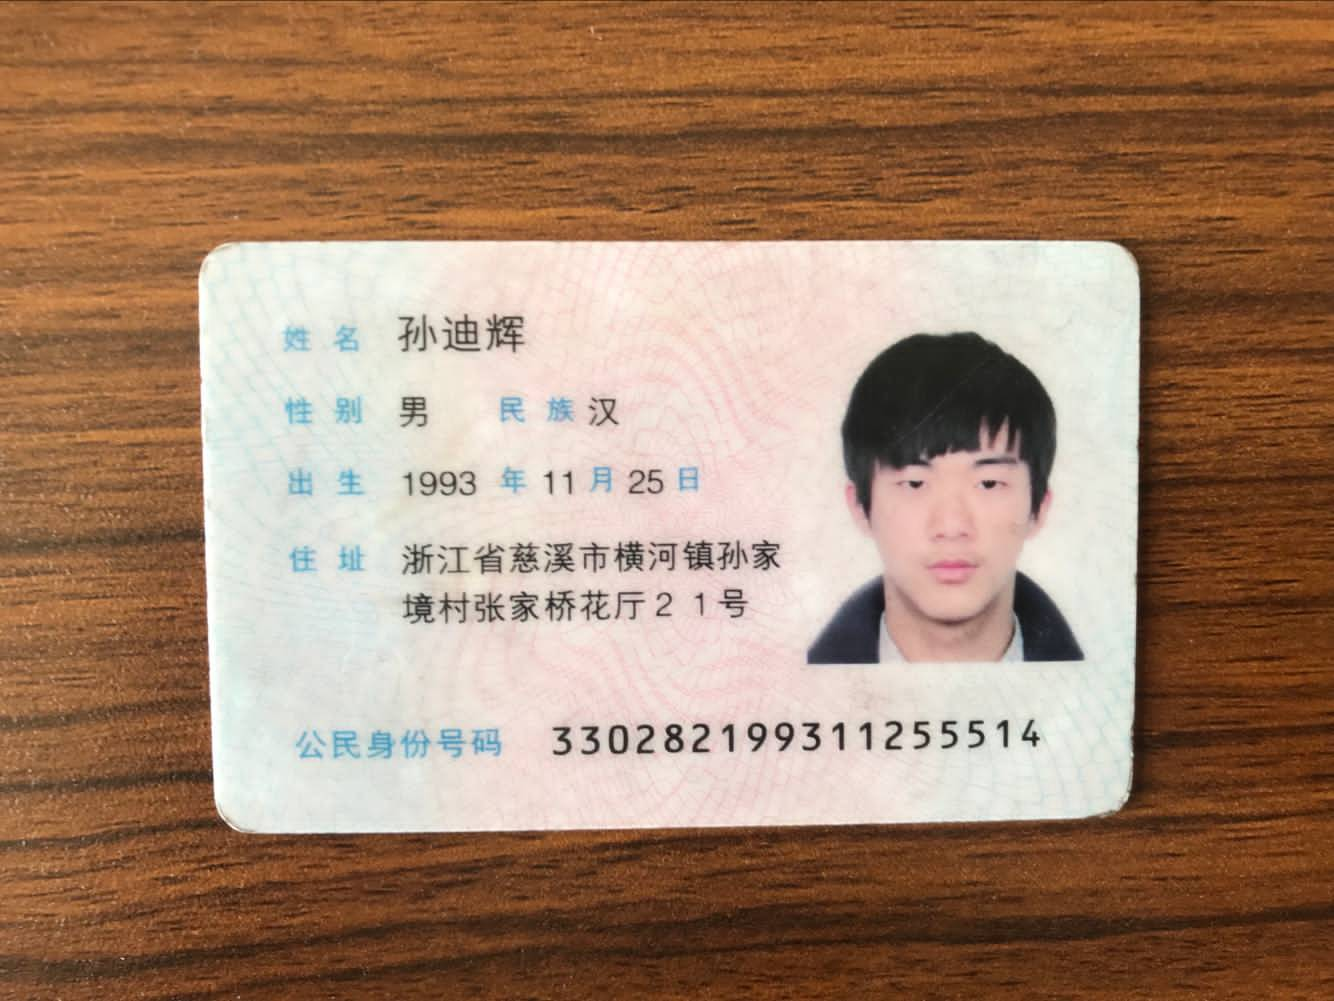 姓名 孙迪辉
性别 男 民族 汉
出生 1993 年 11 月 25 日
住址 浙江省慈溪市横河镇孙家
境村张家桥花厅21号
公民身份号码 330282199311255514